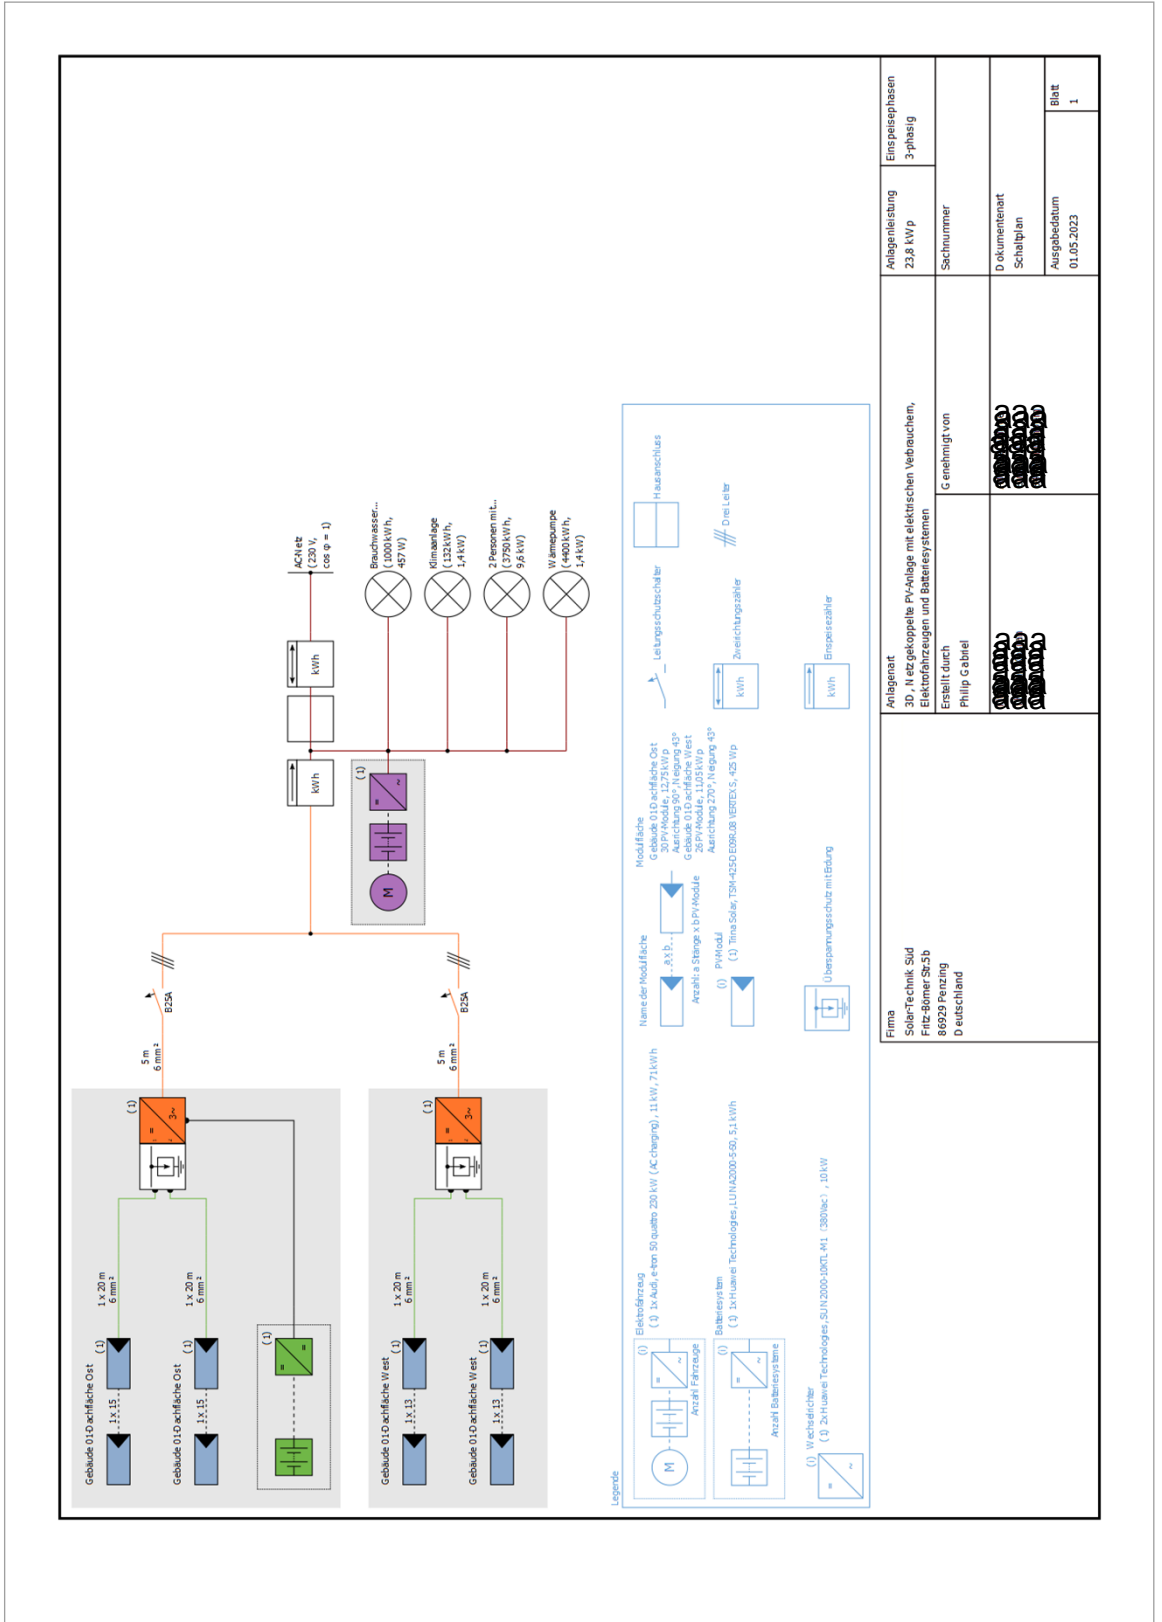 Gebäude 01-Dachfläche Ost
(1)
1 x 15
1 x 20 m
6 mm²
Gebäude 01-Dachfläche Ost
(1)
1 x 15
1 x 20 m
6 mm²
(1)
(1)
3~
5 m
6 mm²
B25A
Gebäude 01-Dachfläche West
(1)
1 x 13
1 x 20 m
6 mm²
Gebäude 01-Dachfläche West
(1)
1 x 13
1 x 20 m
6 mm²
(1)
3~
5 m
6 mm²
B25A
kWh
kWh
AC-Netz
(230 V,
cos φ = 1)
(1)
M
Brauchwasser...
(1000 kWh,
457 W)
Klimaanlage
(132 kWh,
1,4 kW)
2 Personen mit...
(3750 kWh,
9,6 kW)
Wärmepumpe
(4400 kWh,
1,4 kW)
Legende
(i)
Elektrofahrzeug
(1) 1x Audi, e-tron 50 quattro 230 kW (AC charging), 11 kW, 71 kWh
M
Anzahl Fahrzeuge
(i)
Batteriesystem
(1) 1x Huawei Technologies, LUNA2000-5-S0, 5,1 kWh
Anzahl Batteriesysteme
(i) Wechselrichter
(1) 2x Huawei Technologies, SUN2000-10KTL-M1 (380Vac), 10 kW
Name der Modulfläche
a x b
Anzahl: a Stränge x b PV-Module
Modulfläche
Gebäude 01-Dachfläche Ost
30 PV-Module, 12,75 kWp
Ausrichtung 90°, Neigung 43°
Gebäude 01-Dachfläche West
26 PV-Module, 11,05 kWp
Ausrichtung 270°, Neigung 43°
(i) PV-Modul
(1) Trina Solar, TSM-425-DE09R.08 VERTEX S, 425 Wp
Überspannungsschutz mit Erdung
Leitungsschutzschalter
Hausanschluss
kWh
Zweirichtungszähler
Drei Leiter
kWh
Einspeisezähler
Firma
Solar-Technik Süd
Fritz-Börner Str.5b
86929 Penzing
Deutschland
Anlagenart
3D, Netzgekoppelte PV-Anlage mit elektrischen Verbrauchern,
Elektrofahrzeugen und Batteriesystemen
Anlagenleistung
23,8 kWp
Einspeisephasen
3-phasig
Erstellt durch
Philip Gabriel
Genehmigt von
Sachnummer
Dokumentenart
Schaltplan
Ausgabedatum
01.05.2023
Blatt
1